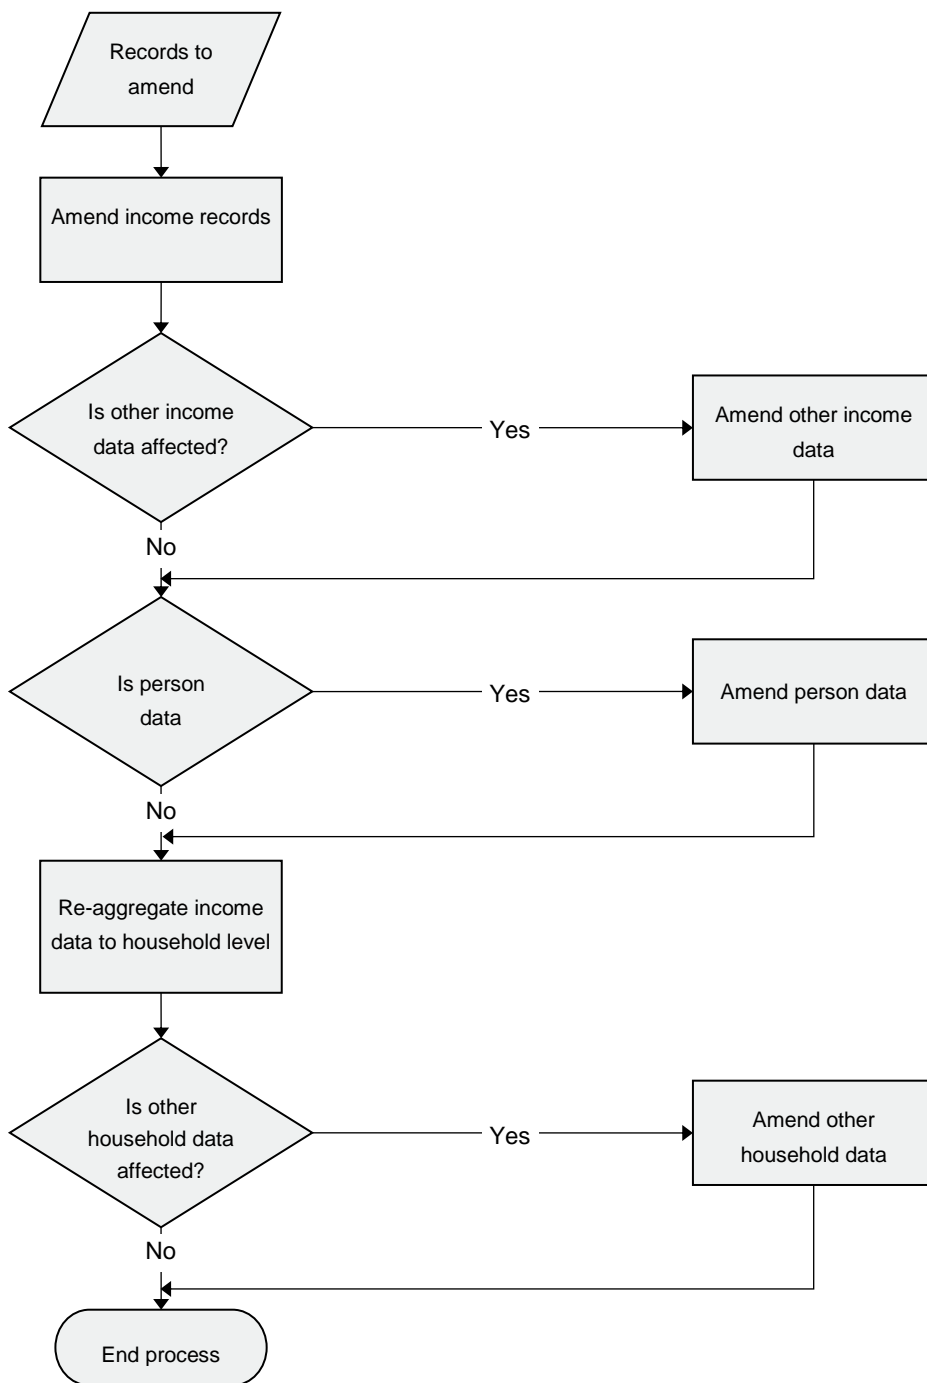 Records to
amend
Amend income records
Is other income
data affected?
Yes
Amend other income
data
No
Is person
data
Yes
Amend person data
No
Re-aggregate income
data to household level
Is other
household data
affected?
Yes
Amend other
household data
No
End process